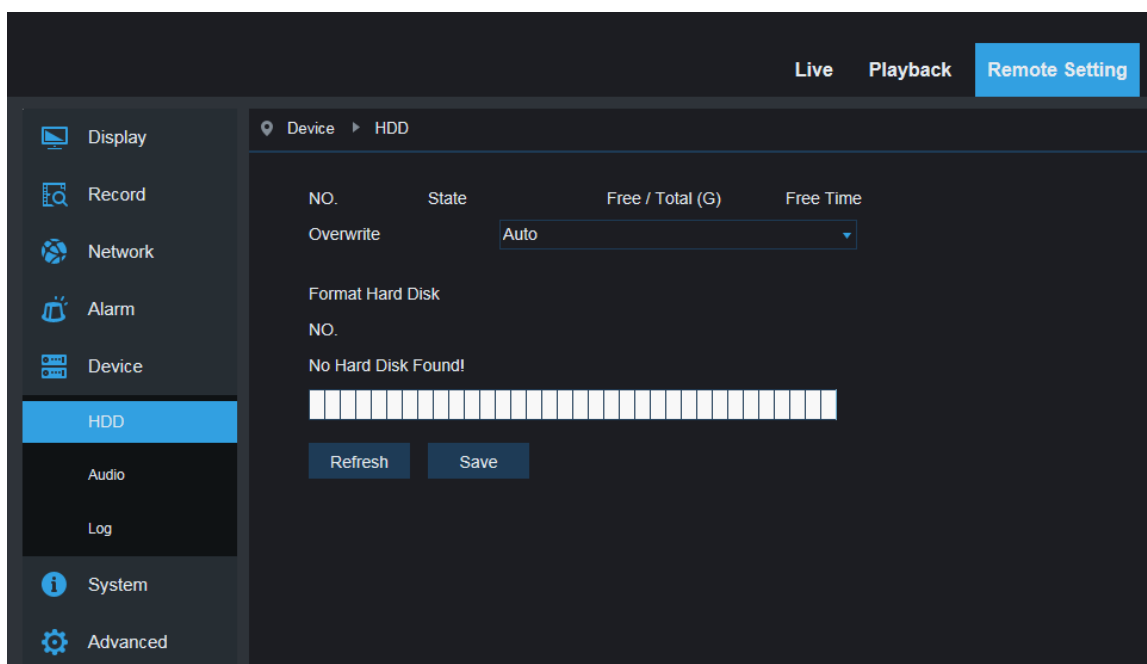 Live Playback Remote Setting
Device HDD
Display
Record
Network
Alarm
Device
HDD
Audio
Log
System
Advanced
NO. State Free / Total (G) Free Time
Overwrite Auto
Format Hard Disk
NO.
No Hard Disk Found!
Refresh Save